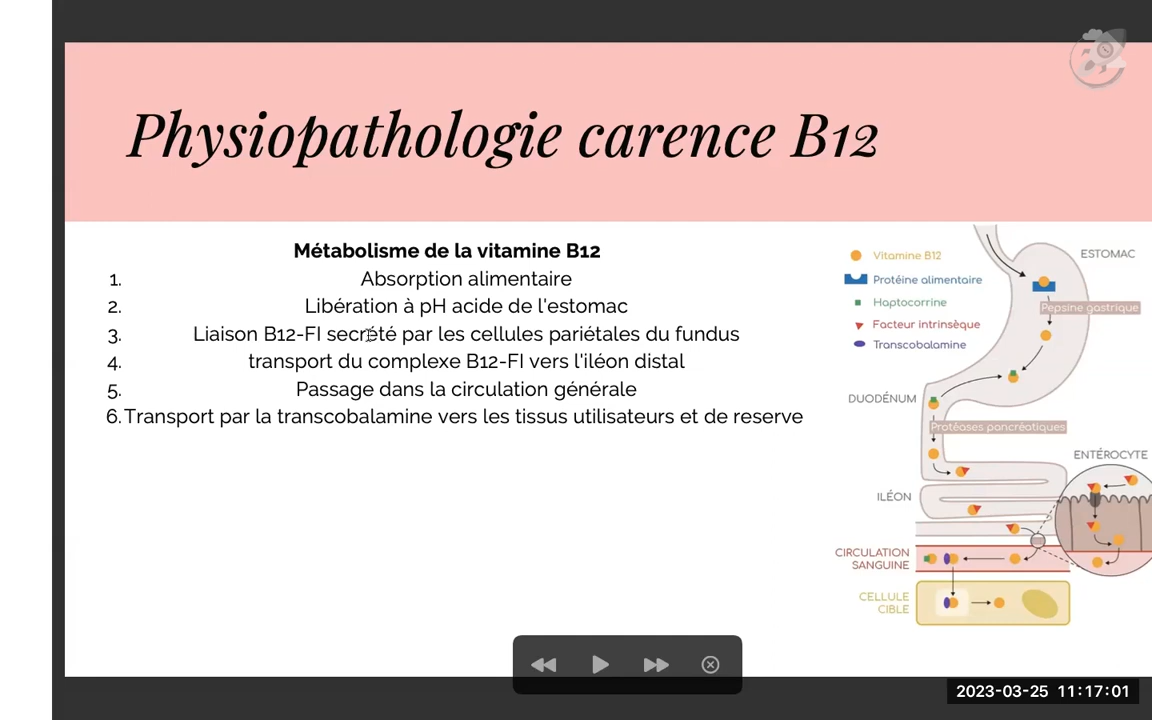 Physiopathologie carence B12
Métabolisme de la vitamine B12
1. Absorption alimentaire
2. Libération à pH acide de l'estomac
3. Liaison B12-FI secrété par les cellules pariétales du fundus
4. transport du complexe B12-FI vers l'iléon distal
5. Passage dans la circulation générale
6. Transport par la transcobalamine vers les tissus utilisateurs et de reserve
Vitamine B12
Protéine alimentaire
Haptocorrine
Facteur intrinsèque
Transcobalamine
ESTOMAC
Pepsine gastrique
DUODÉNUM
Protéases pancréatiques
ENTÉROCYTE
ILÉON
CIRCULATION
SANGUINE
CELLULE
CIBLE
2023-03-25 11:17:01